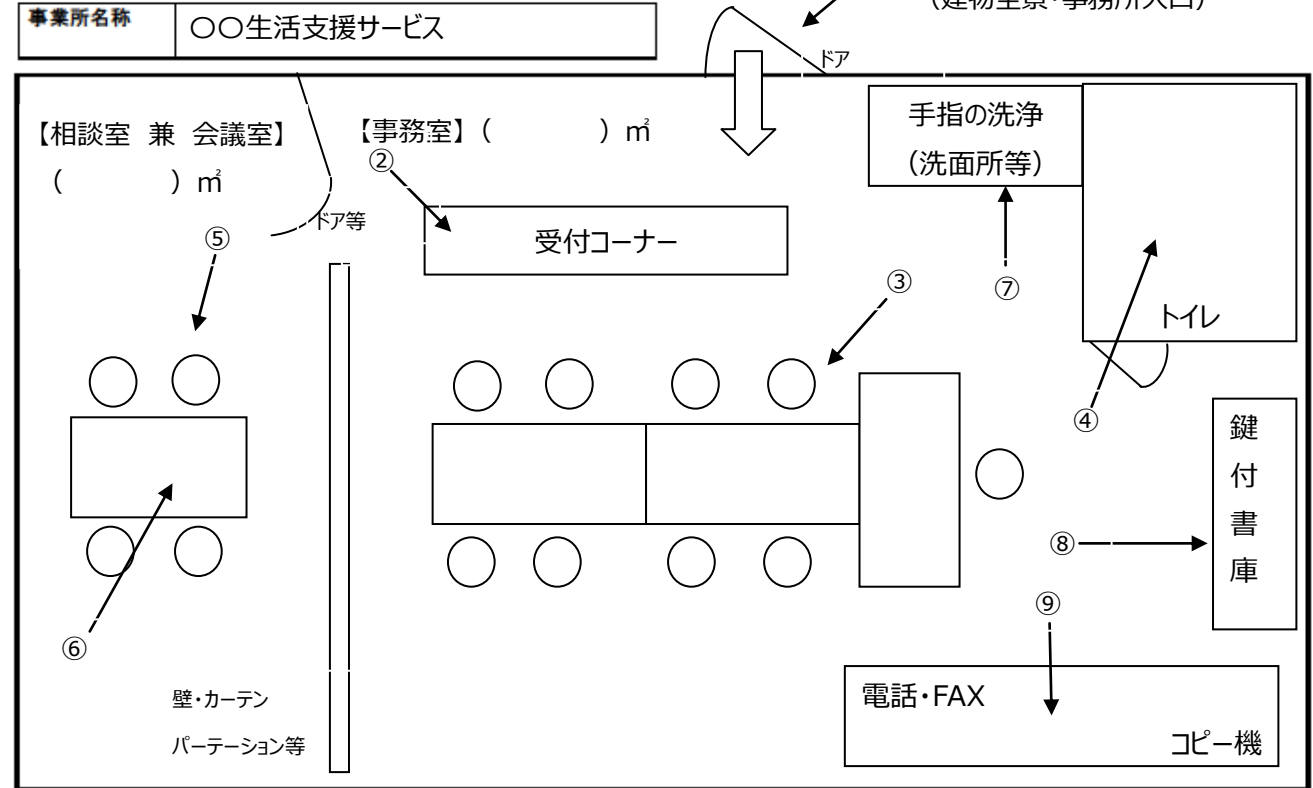 (建物全景・事務所入口)
事業所名称
〇〇生活支援サービス
ドア
【相談室 兼 会議室】
( ) ㎡
【事務室】( ) ㎡
手指の洗浄
(洗面所等)
②
ドア等
受付コーナー
⑤
③
⑦
トイレ
④
鍵付書庫
⑧
⑨
⑥
壁・カーテン
パーテーション等
電話・FAX
コピー機